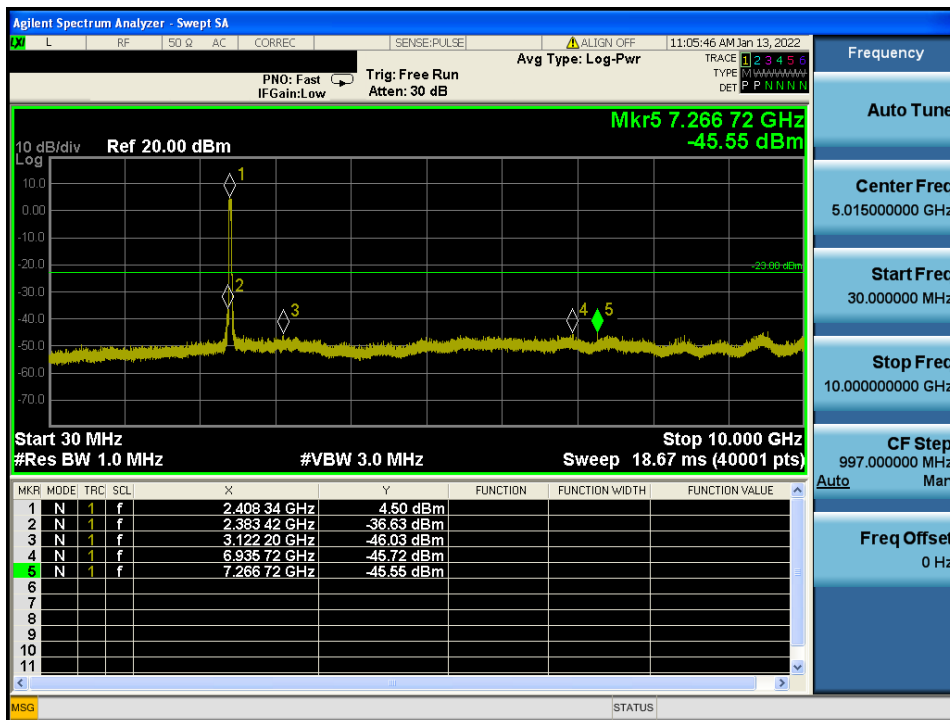 Agilent Spectrum Analyzer - Swept SA
LXI L RF 50 Ω AC CORREC SENSE:PULSE ALIGN OFF 11:05:46 AM Jan 13, 2022
Frequency
Avg Type: Log-Pwr TRACE 1 2 3 4 5 6
PNO: Fast Trig: Free Run TYPE M WWWWW
IFGain:Low Atten: 30 dB DET P P N N N N
Auto Tune
Mkr5 7.266 72 GHz
10 dB/div Ref 20.00 dBm -45.55 dBm
Log
1
10.0
0.00
-10.0
-20.0
-23.00 dBm
-30.0
2
-40.0
3
4
5
-50.0
-60.0
-70.0
Center Freq
5.015000000 GHz
Start Freq
30.000000 MHz
Stop Freq
10.000000000 GHz
Start 30 MHz Stop 10.000 GHz
#Res BW 1.0 MHz #VBW 3.0 MHz Sweep 18.67 ms (40001 pts)
CF Step
997.000000 MHz
Auto Man
MKR MODE TRC SCL X Y FUNCTION FUNCTION WIDTH FUNCTION VALUE
1 N 1 f 2.408 34 GHz 4.50 dBm
2 N 1 f 2.383 42 GHz -36.63 dBm
3 N 1 f 3.122 20 GHz -46.03 dBm
4 N 1 f 6.935 72 GHz -45.72 dBm
5 N 1 f 7.266 72 GHz -45.55 dBm
6
7
8
9
10
11
Freq Offset
0 Hz
MSG STATUS